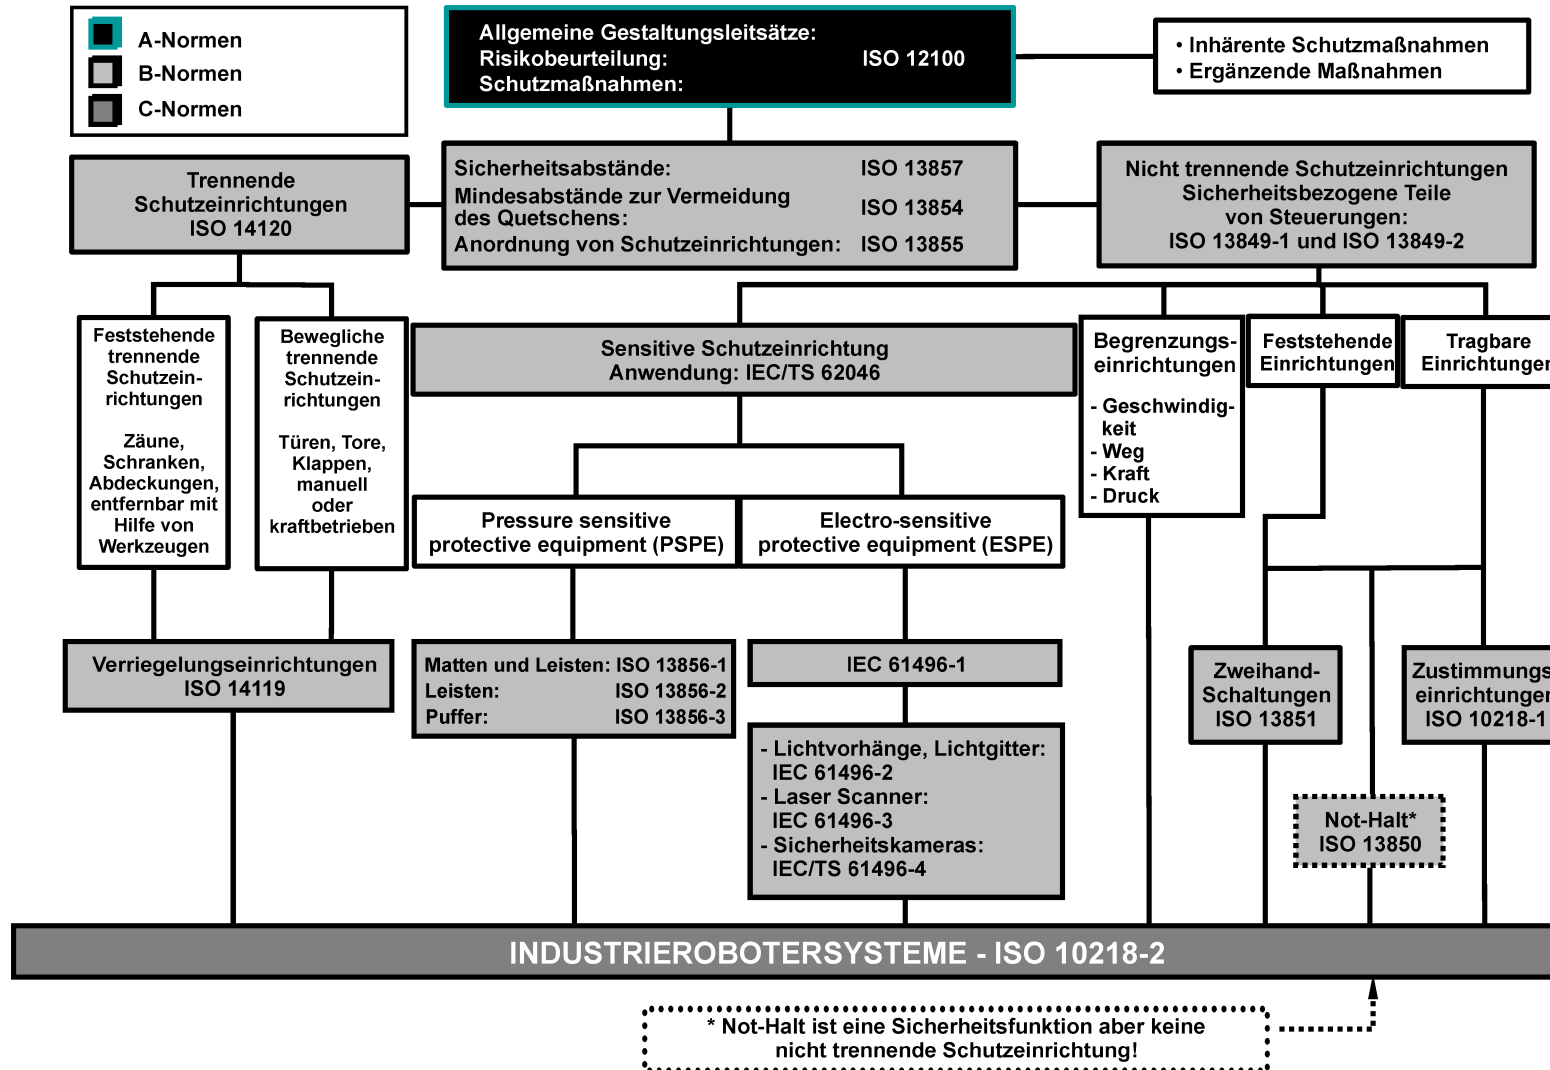 A-Normen
B-Normen
C-Normen
Allgemeine Gestaltungsleitsätze:
Risikobeurteilung: ISO 12100
Schutzmaßnahmen:
• Inhärente Schutzmaßnahmen
• Ergänzende Maßnahmen
Trennende
Schutzeinrichtungen
ISO 14120
Sicherheitsabstände: ISO 13857
Mindesabstände zur Vermeidung
des Quetschens: ISO 13854
Anordnung von Schutzeinrichtungen: ISO 13855
Nicht trennende Schutzeinrichtungen
Sicherheitsbezogene Teile
von Steuerungen:
ISO 13849-1 und ISO 13849-2
Feststehende
trennende
Schutzein-
richtungen
Zäune,
Schranken,
Abdeckungen,
entfernbar mit
Hilfe von
Werkzeugen
Bewegliche
trennende
Schutzein-
richtungen
Türen, Tore,
Klappen,
manuell
oder
kraftbetrieben
Sensitive Schutzeinrichtung
Anwendung: IEC/TS 62046
Begrenzungs-
einrichtungen
- Geschwindig-
keit
- Weg
- Kraft
- Druck
Feststehende
Einrichtungen
Tragbare
Einrichtungen
Pressure sensitive
protective equipment (PSPE)
Electro-sensitive
protective equipment (ESPE)
Verriegelungseinrichtungen
ISO 14119
Matten und Leisten: ISO 13856-1
Leisten: ISO 13856-2
Puffer: ISO 13856-3
IEC 61496-1
- Lichtvorhänge, Lichtgitter:
IEC 61496-2
- Laser Scanner:
IEC 61496-3
- Sicherheitskameras:
IEC/TS 61496-4
Zweihand-
Schaltungen
ISO 13851
Zustimmungs
einrichtungen
ISO 10218-1
Not-Halt*
ISO 13850
INDUSTRIEROBOTERSYSTEME - ISO 10218-2
* Not-Halt ist eine Sicherheitsfunktion aber keine
nicht trennende Schutzeinrichtung!